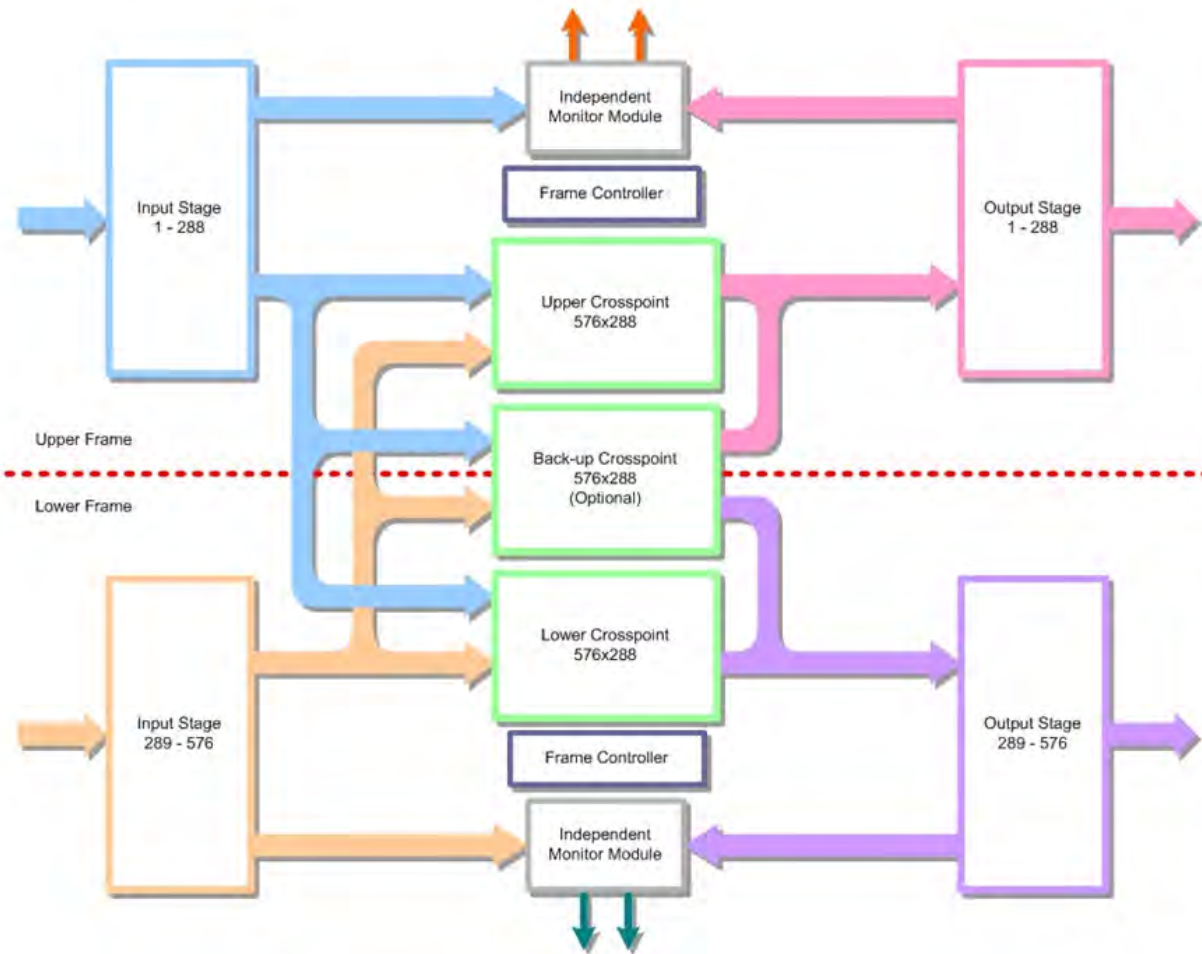 Independent
Monitor Module
Frame Controller
Input Stage
1 - 288
Output Stage
1 - 288
Upper Crosspoint
576x288
Upper Frame
Back-up Crosspoint
576x288
(Optional)
Lower Frame
Lower Crosspoint
576x288
Input Stage
289 - 576
Output Stage
289 - 576
Frame Controller
Independent
Monitor Module